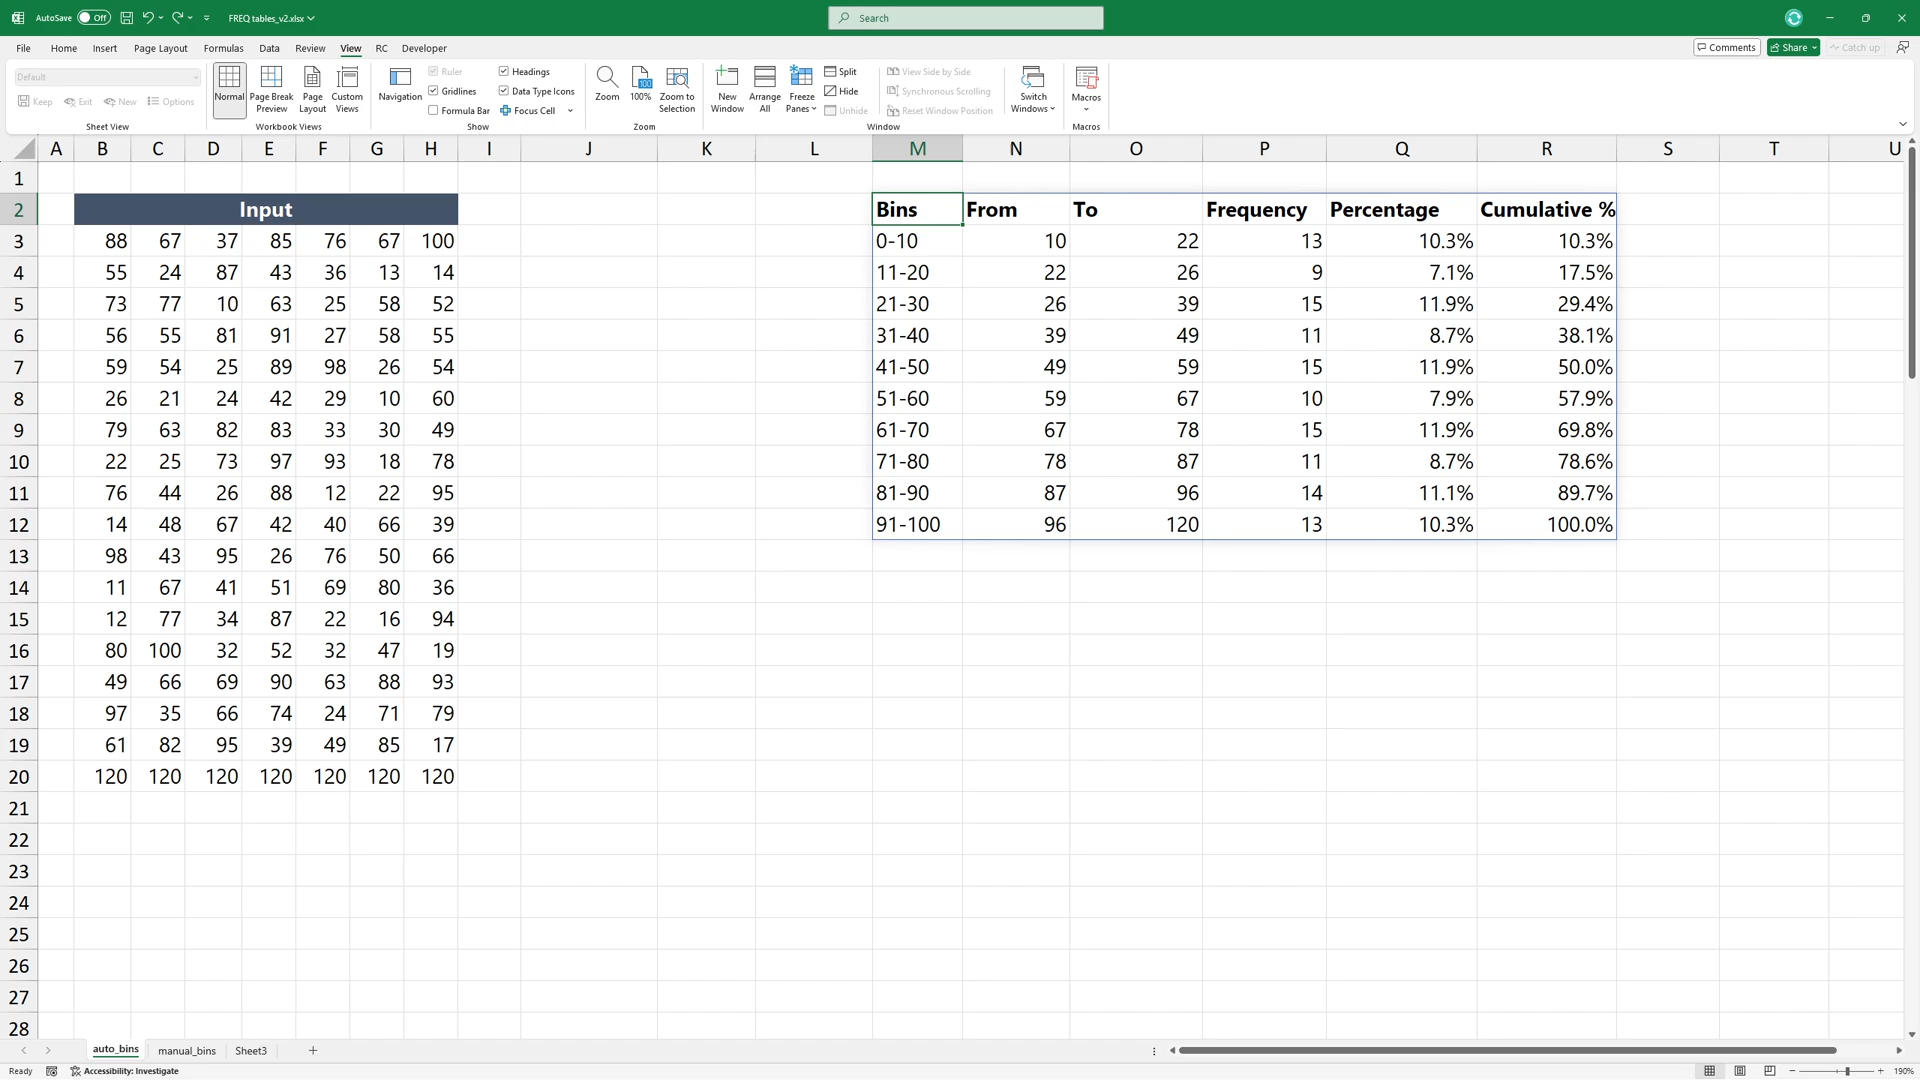 AutoSave Off FREQ tables_v2.xlsx Search
File Home Insert Page Layout Formulas Data Review View RC Developer Comments Share Catch up
Default
Keep Exit New Options
Sheet View
Normal Page Break Preview Page Layout Custom Views
Workbook Views
Navigation
Ruler Headings
Gridlines Data Type Icons
Formula Bar Focus Cell
Show
Zoom 100% Zoom to Selection
Zoom
New Window Arrange All Freeze Panes
Split
Hide
Unhide
View Side by Side
Synchronous Scrolling
Reset Window Position
Switch Windows
Window
Macros
Macros
A B C D E F G H I J K L M N O P Q R S T U
1
2 Input Bins From To Frequency Percentage Cumulative %
3 88 67 37 85 76 67 100 0-10 10 22 13 10.3% 10.3%
4 55 24 87 43 36 13 14 11-20 22 26 9 7.1% 17.5%
5 73 77 10 63 25 58 52 21-30 26 39 15 11.9% 29.4%
6 56 55 81 91 27 58 55 31-40 39 49 11 8.7% 38.1%
7 59 54 25 89 98 26 54 41-50 49 59 15 11.9% 50.0%
8 26 21 24 42 29 10 60 51-60 59 67 10 7.9% 57.9%
9 79 63 82 83 33 30 49 61-70 67 78 15 11.9% 69.8%
10 22 25 73 97 93 18 78 71-80 78 87 11 8.7% 78.6%
11 76 44 26 88 12 22 95 81-90 87 96 14 11.1% 89.7%
12 14 48 67 42 40 66 39 91-100 96 120 13 10.3% 100.0%
13 98 43 95 26 76 50 66
14 11 67 41 51 69 80 36
15 12 77 34 87 22 16 94
16 80 100 32 52 32 47 19
17 49 66 69 90 63 88 93
18 97 35 66 74 24 71 79
19 61 82 95 39 49 85 17
20 120 120 120 120 120 120 120
21
22
23
24
25
26
27
28
auto_bins manual_bins Sheet3
Ready Accessibility: Investigate 190%